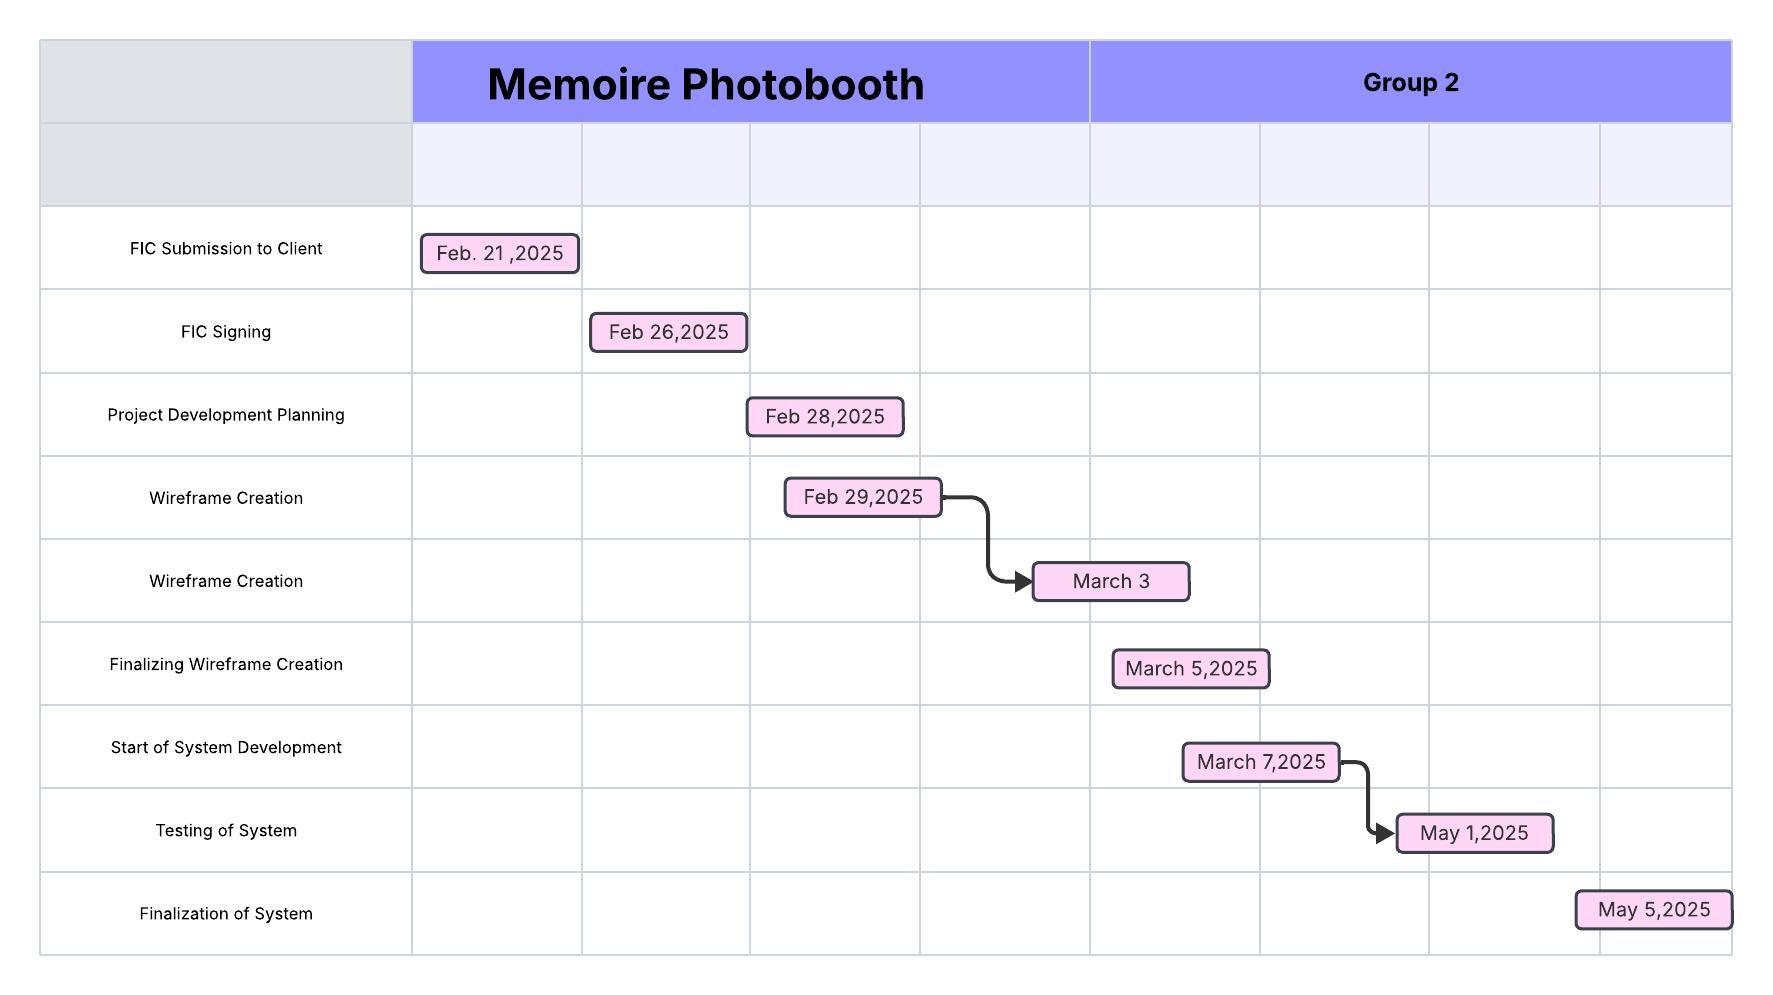 Memoire Photobooth
Group 2
FIC Submission to Client
Feb. 21 ,2025
FIC Signing
Feb 26,2025
Project Development Planning
Feb 28,2025
Wireframe Creation
Feb 29,2025
Wireframe Creation
March 3
Finalizing Wireframe Creation
March 5,2025
Start of System Development
March 7,2025
Testing of System
May 1,2025
Finalization of System
May 5,2025